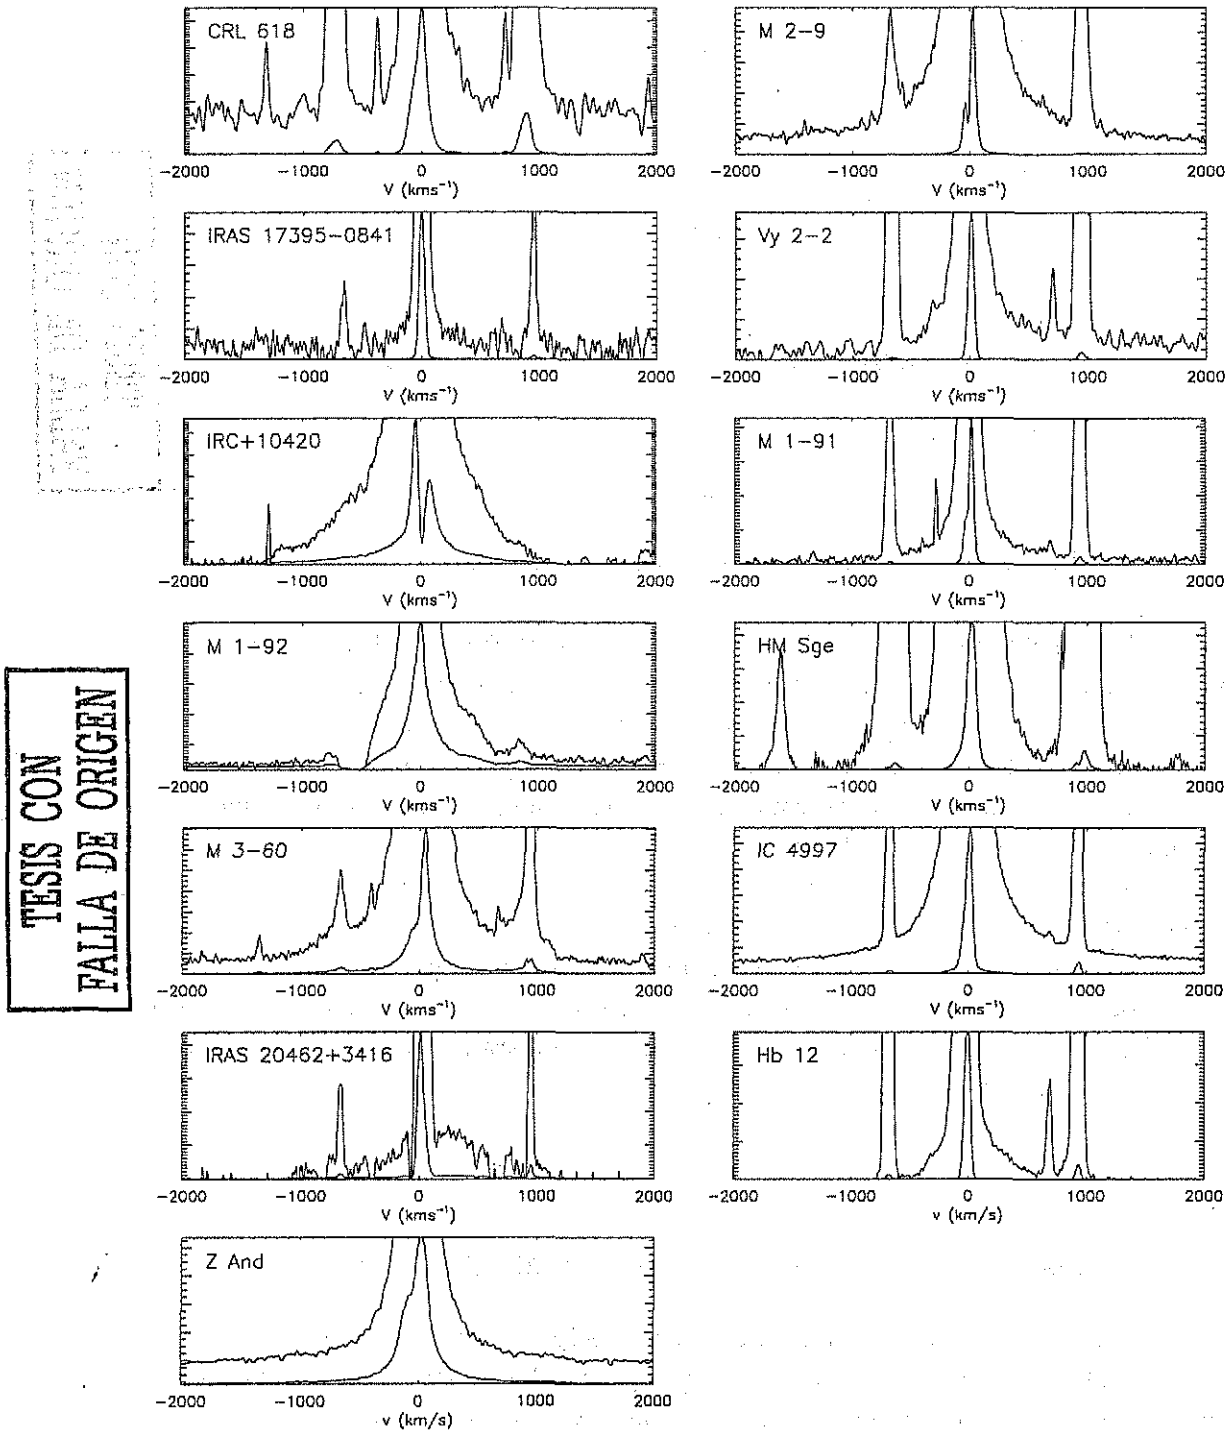 CRL 618
-2000 -1000 0 1000 2000
V (kms⁻¹)
M 2-9
-2000 -1000 0 1000 2000
V (kms⁻¹)
IRAS 17395-0841
-2000 -1000 0 1000 2000
V (kms⁻¹)
Vy 2-2
-2000 -1000 0 1000 2000
V (kms⁻¹)
IRC+10420
-2000 -1000 0 1000 2000
V (kms⁻¹)
M 1-91
-2000 -1000 0 1000 2000
V (kms⁻¹)
M 1-92
-2000 -1000 0 1000 2000
V (kms⁻¹)
HM Sge
-2000 -1000 0 1000 2000
V (kms⁻¹)
TESIS CON
FALLA DE ORIGEN
M 3-60
-2000 -1000 0 1000 2000
V (kms⁻¹)
IC 4997
-2000 -1000 0 1000 2000
V (kms⁻¹)
IRAS 20462+3416
-2000 -1000 0 1000 2000
V (kms⁻¹)
Hb 12
-2000 -1000 0 1000 2000
v (km/s)
Z And
-2000 -1000 0 1000 2000
v (km/s)